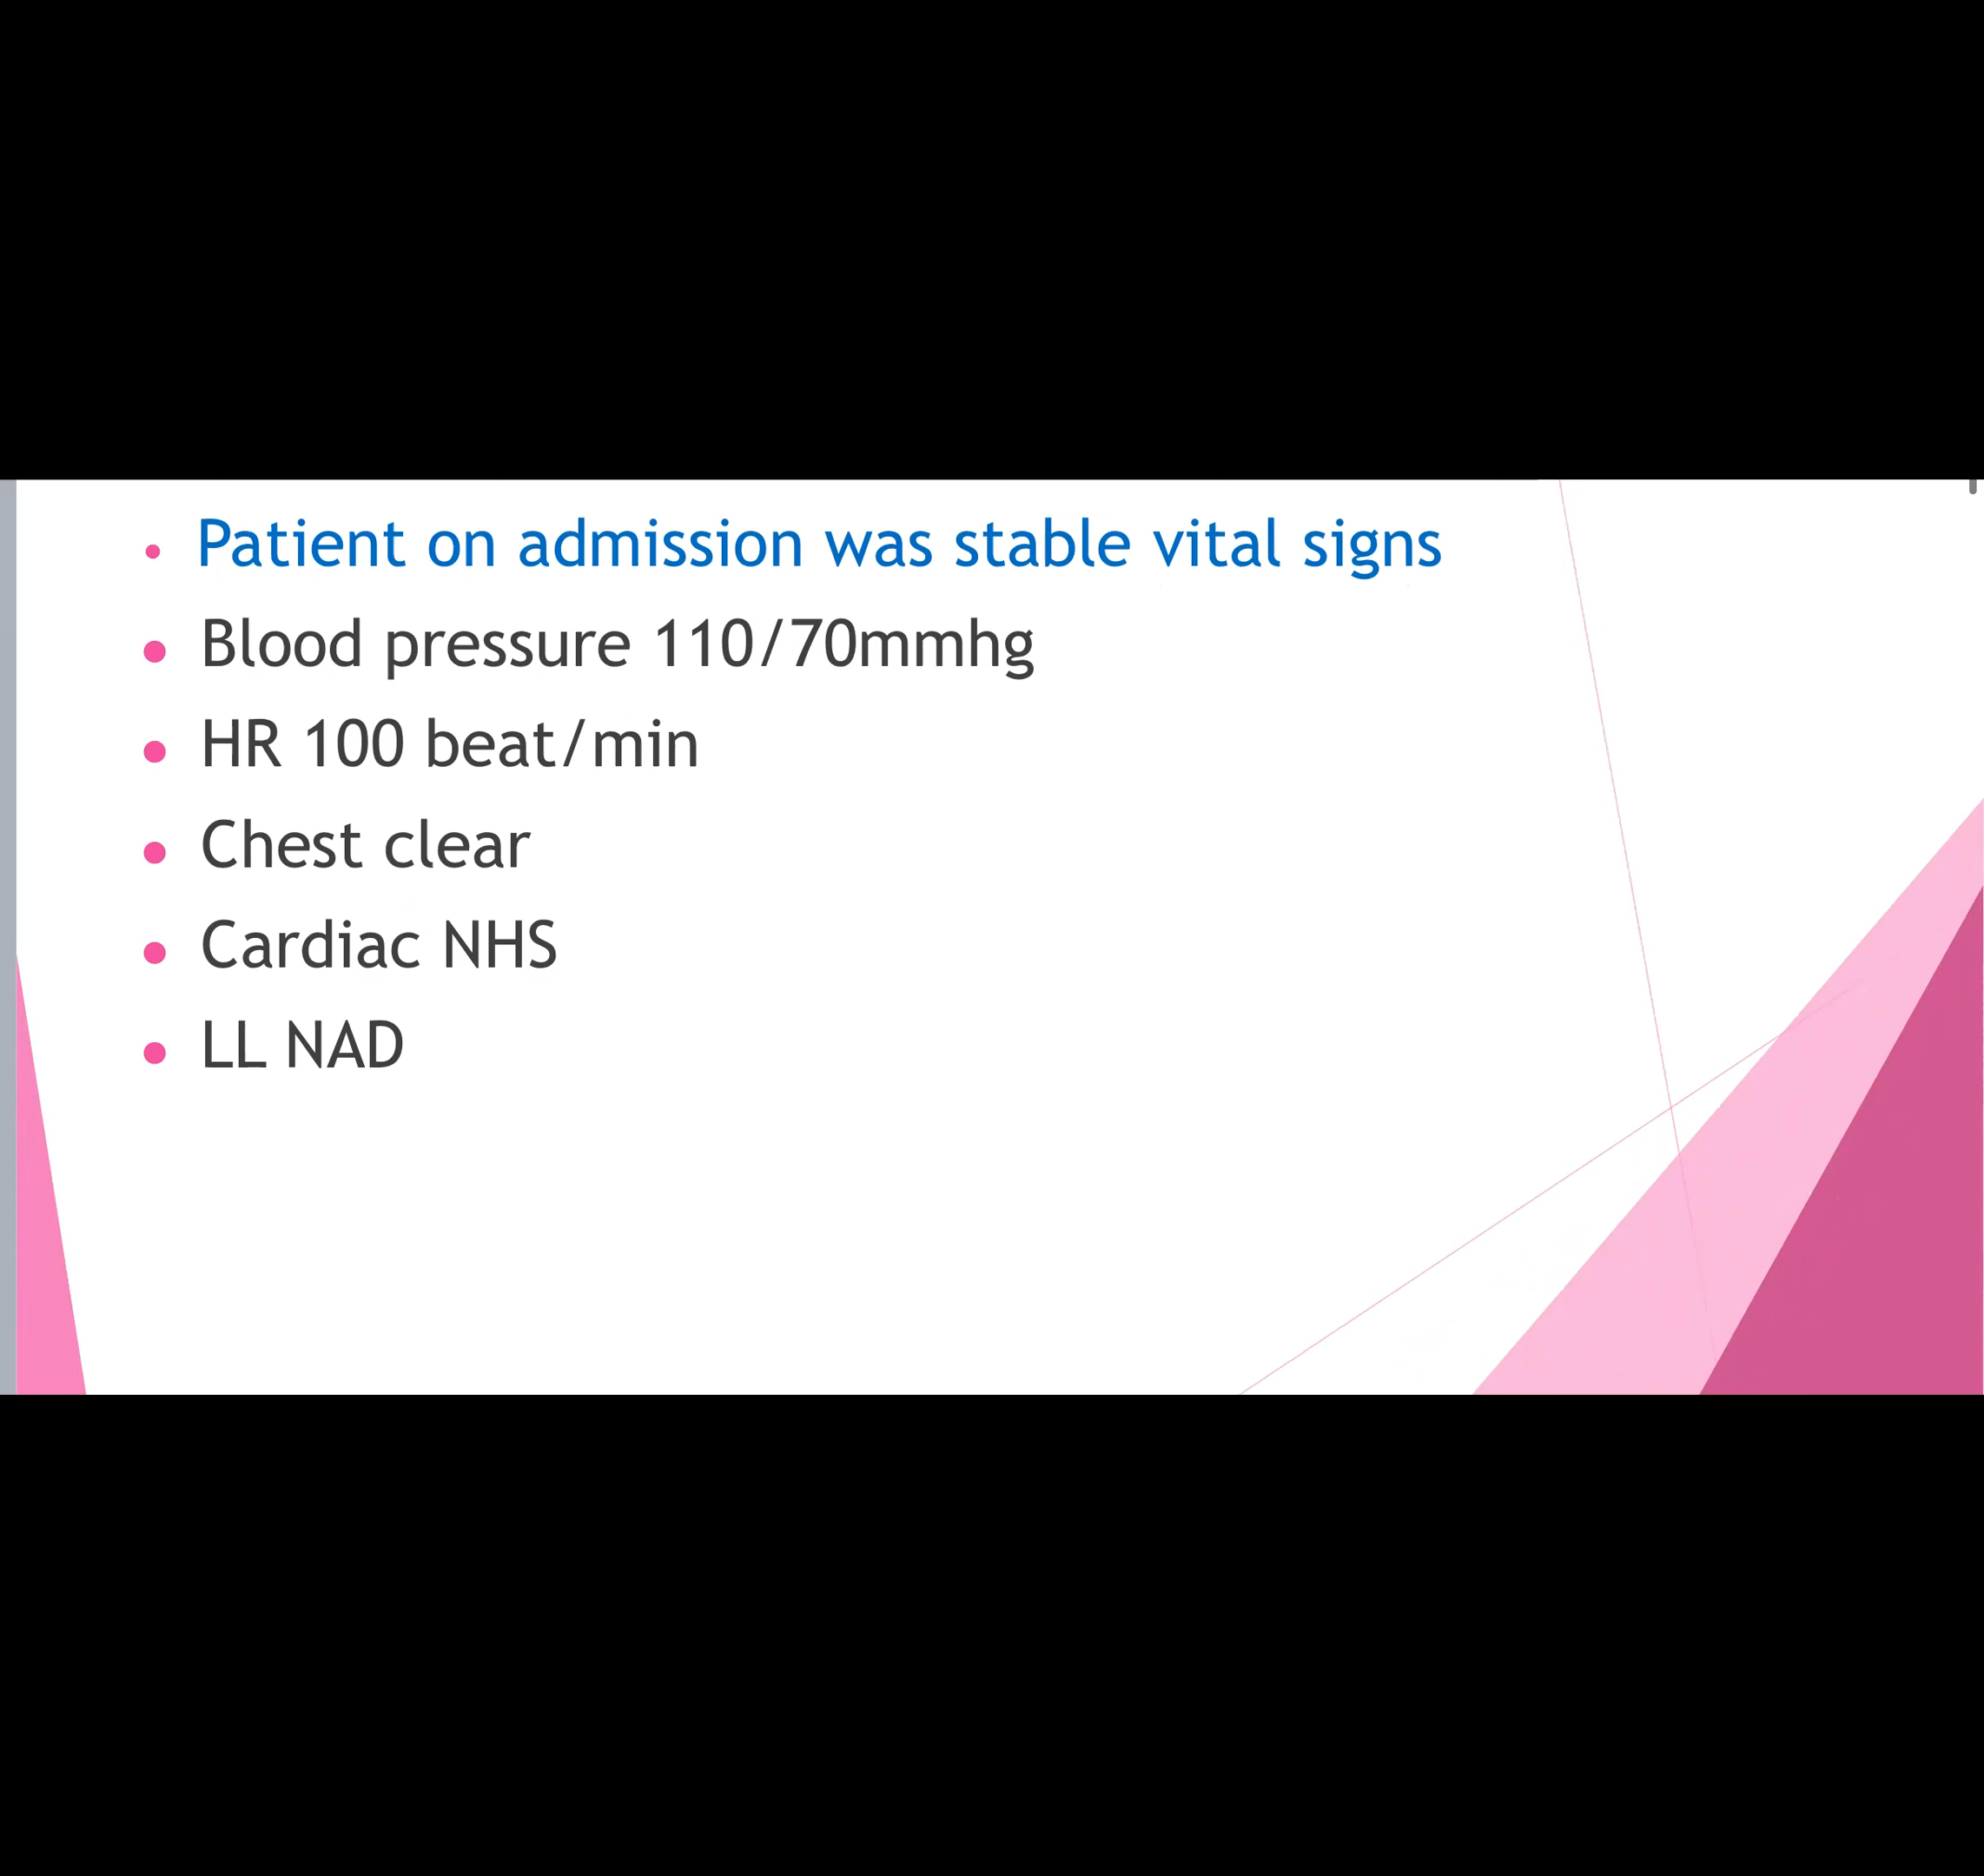 Patient on admission was stable vital signs
Blood pressure 110/70mmhg
HR 100 beat/min
Chest clear
Cardiac NHS
LL NAD